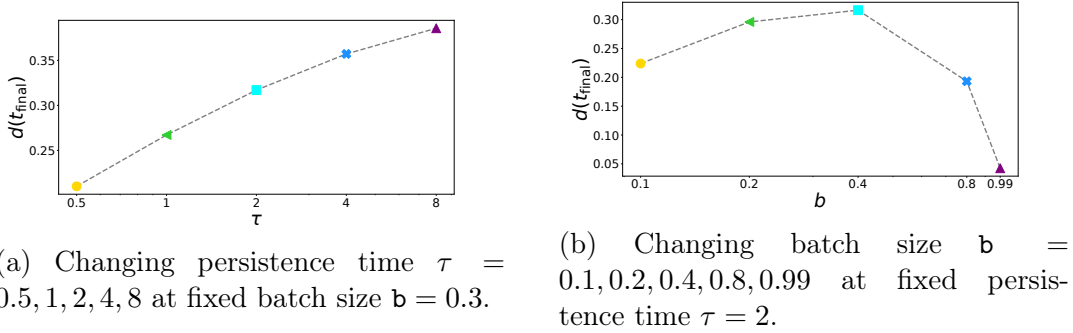 d(t_final)
0.35
0.30
0.25
0.5 1 2 4 8
τ
d(t_final)
0.30
0.25
0.20
0.15
0.10
0.05
0.1 0.2 0.4 0.8 0.99
b
(a) Changing persistence time τ =
0.5, 1, 2, 4, 8 at fixed batch size b = 0.3.
(b) Changing batch size b =
0.1, 0.2, 0.4, 0.8, 0.99 at fixed persis-
tence time τ = 2.